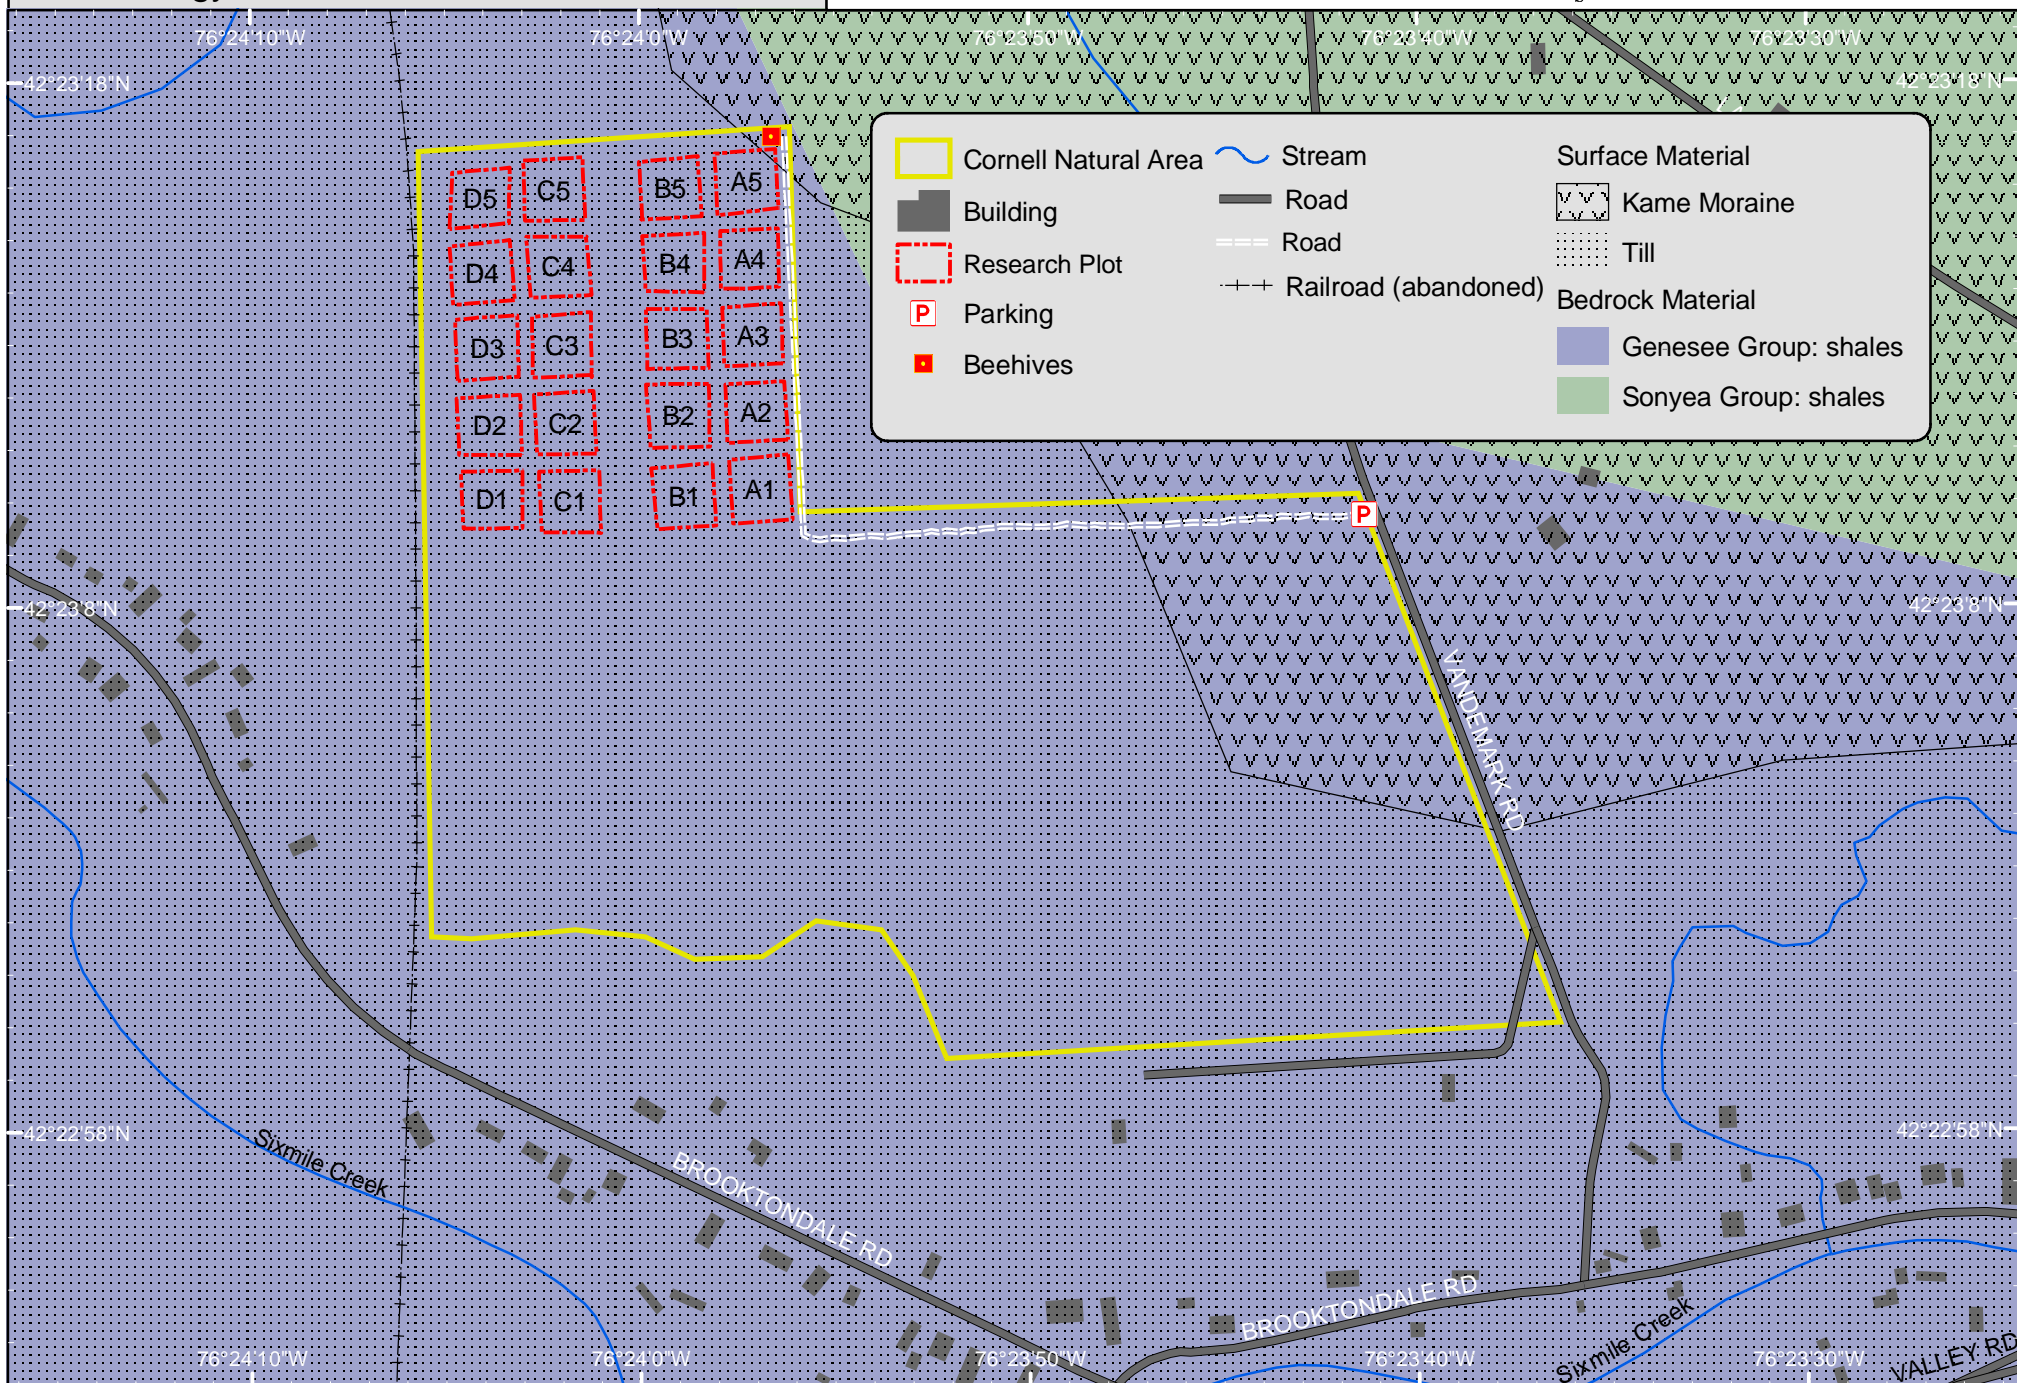 76°24'10"W
76°24'0"W
76°23'50"W
76°23'40"W
76°23'30"W
42°23'18"N
42°23'18"N
Cornell Natural Area
Building
Research Plot
P
Parking
Beehives
Stream
Road
Road
Railroad (abandoned)
Surface Material
Kame Moraine
Till
Bedrock Material
Genesee Group: shales
Sonyea Group: shales
D5
C5
B5
A5
D4
C4
B4
A4
D3
C3
B3
A3
D2
C2
B2
A2
D1
C1
B1
A1
P
42°23'8"N
42°23'8"N
VANDEMARK RD
42°22'58"N
42°22'58"N
Sixmile Creek
BROOKTONDALE RD
BROOKTONDALE RD
Sixmile Creek
VALLEY RD
76°24'10"W
76°24'0"W
76°23'50"W
76°23'40"W
76°23'30"W